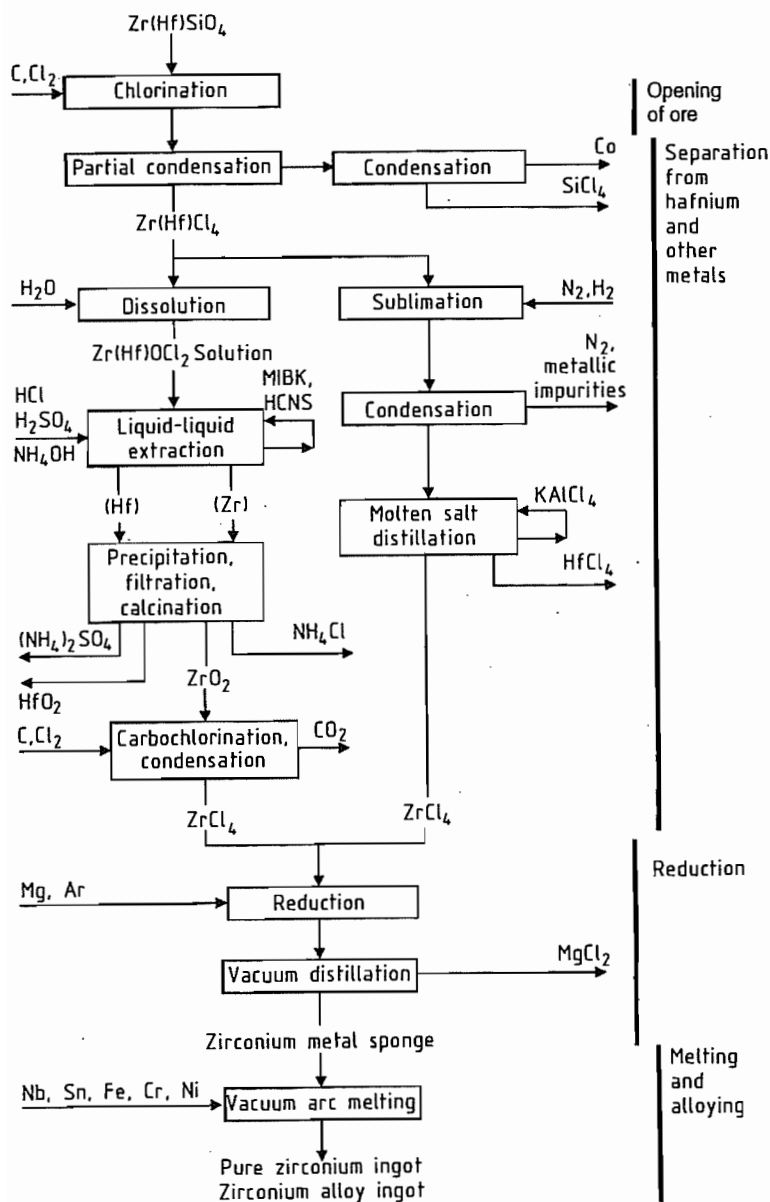 Zr(Hf)SiO₄
C,Cl₂
Chlorination
Opening
of ore
Partial condensation
Condensation
Co
SiCl₄
Separation
from
hafnium
and
other
metals
Zr(Hf)Cl₄
H₂O
Dissolution
Sublimation
N₂,H₂
Zr(Hf)OCl₂ Solution
N₂,
metallic
impurities
HCl
H₂SO₄
NH₄OH
Liquid-liquid
extraction
MIBK,
HCNS
Condensation
(Hf)
(Zr)
Molten salt
distillation
KAlCl₄
HfCl₄
Precipitation,
filtration,
calcination
(NH₄)₂SO₄
NH₄Cl
HfO₂
ZrO₂
C,Cl₂
Carbochlorination,
condensation
CO₂
ZrCl₄
ZrCl₄
Reduction
Mg, Ar
Reduction
Vacuum distillation
MgCl₂
Zirconium metal sponge
Melting
and
alloying
Nb, Sn, Fe, Cr, Ni
Vacuum arc melting
Pure zirconium ingot
Zirconium alloy ingot